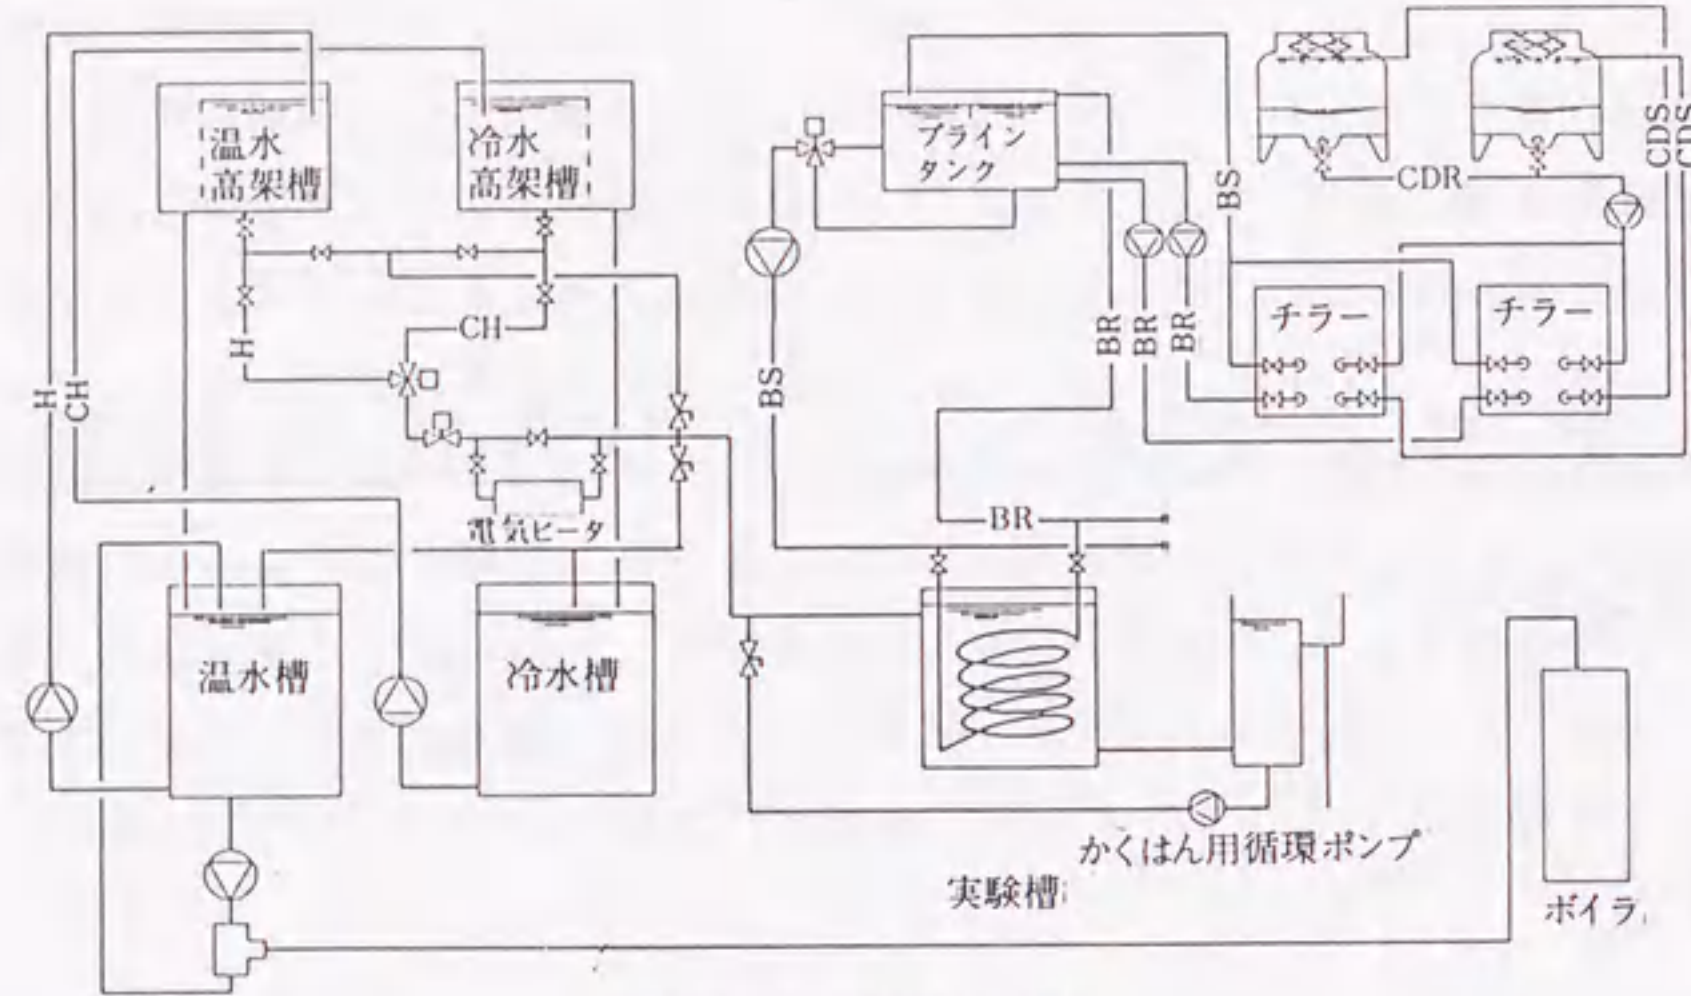 温水
高架槽
冷水
高架槽
ブライン
タンク
BS
CDR
CDS
CDS
チラー
チラー
H
CH
H
CH
BS
BR
BR
BR
BR
電気ヒータ
温水槽
冷水槽
かくはん用循環ポンプ
実験槽
ボイラ